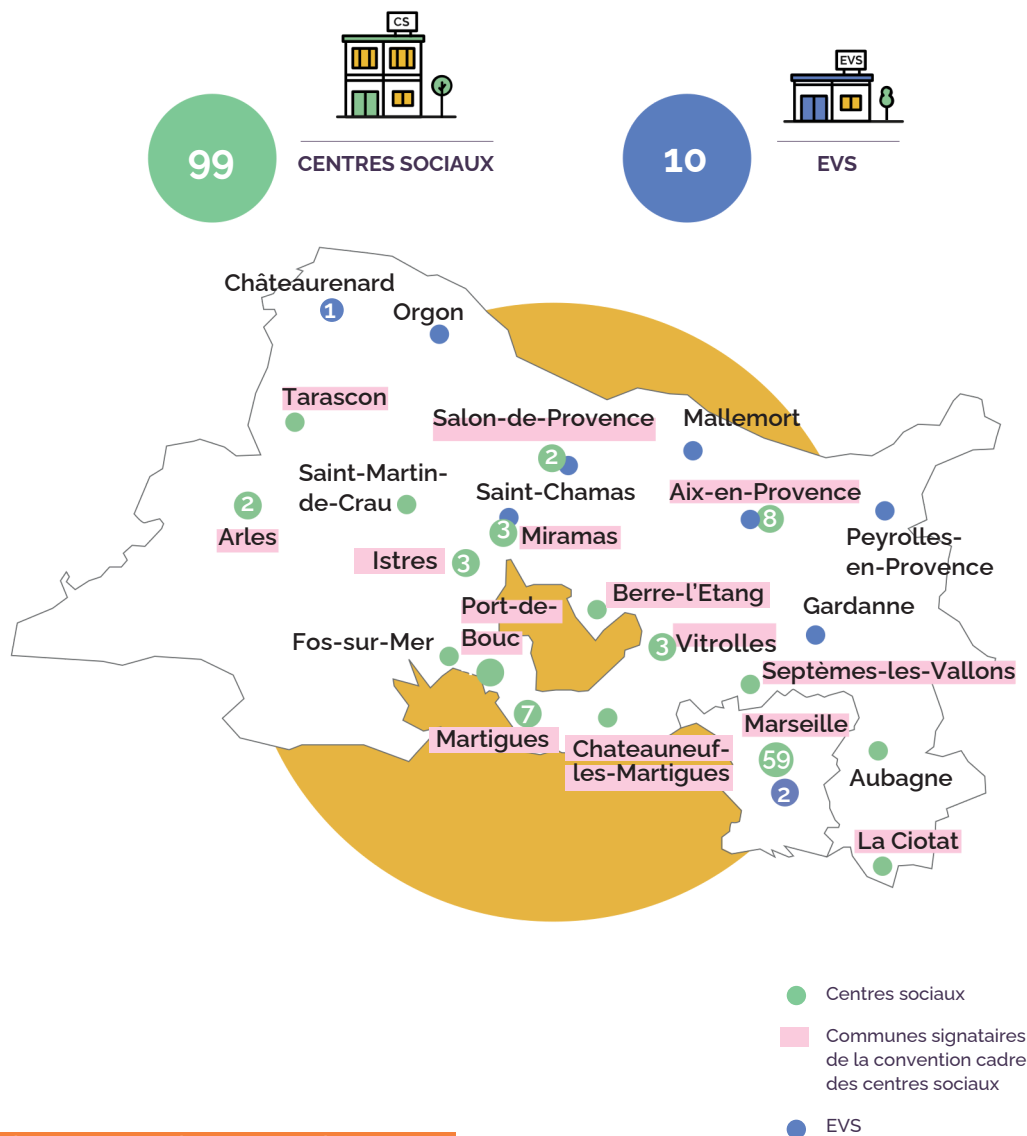 CS
EVS
99
CENTRES SOCIAUX
10
EVS
Châteaurenard
1
Orgon
Tarascon
Salon-de-Provence
2
Mallemort
Saint-Martin-
de-Crau
2
Arles
Saint-Chamas
3
Miramas
Aix-en-Provence
8
Peyrolles-
en-Provence
Istres
3
Port-de-
Bouc
Berre-l'Etang
Gardanne
Fos-sur-Mer
3
Vitrolles
Septèmes-les-Vallons
7
Martigues
Chateauneuf-
les-Martigues
Marseille
59
2
Aubagne
La Ciotat
Centres sociaux
Communes signataires
de la convention cadre
des centres sociaux
EVS